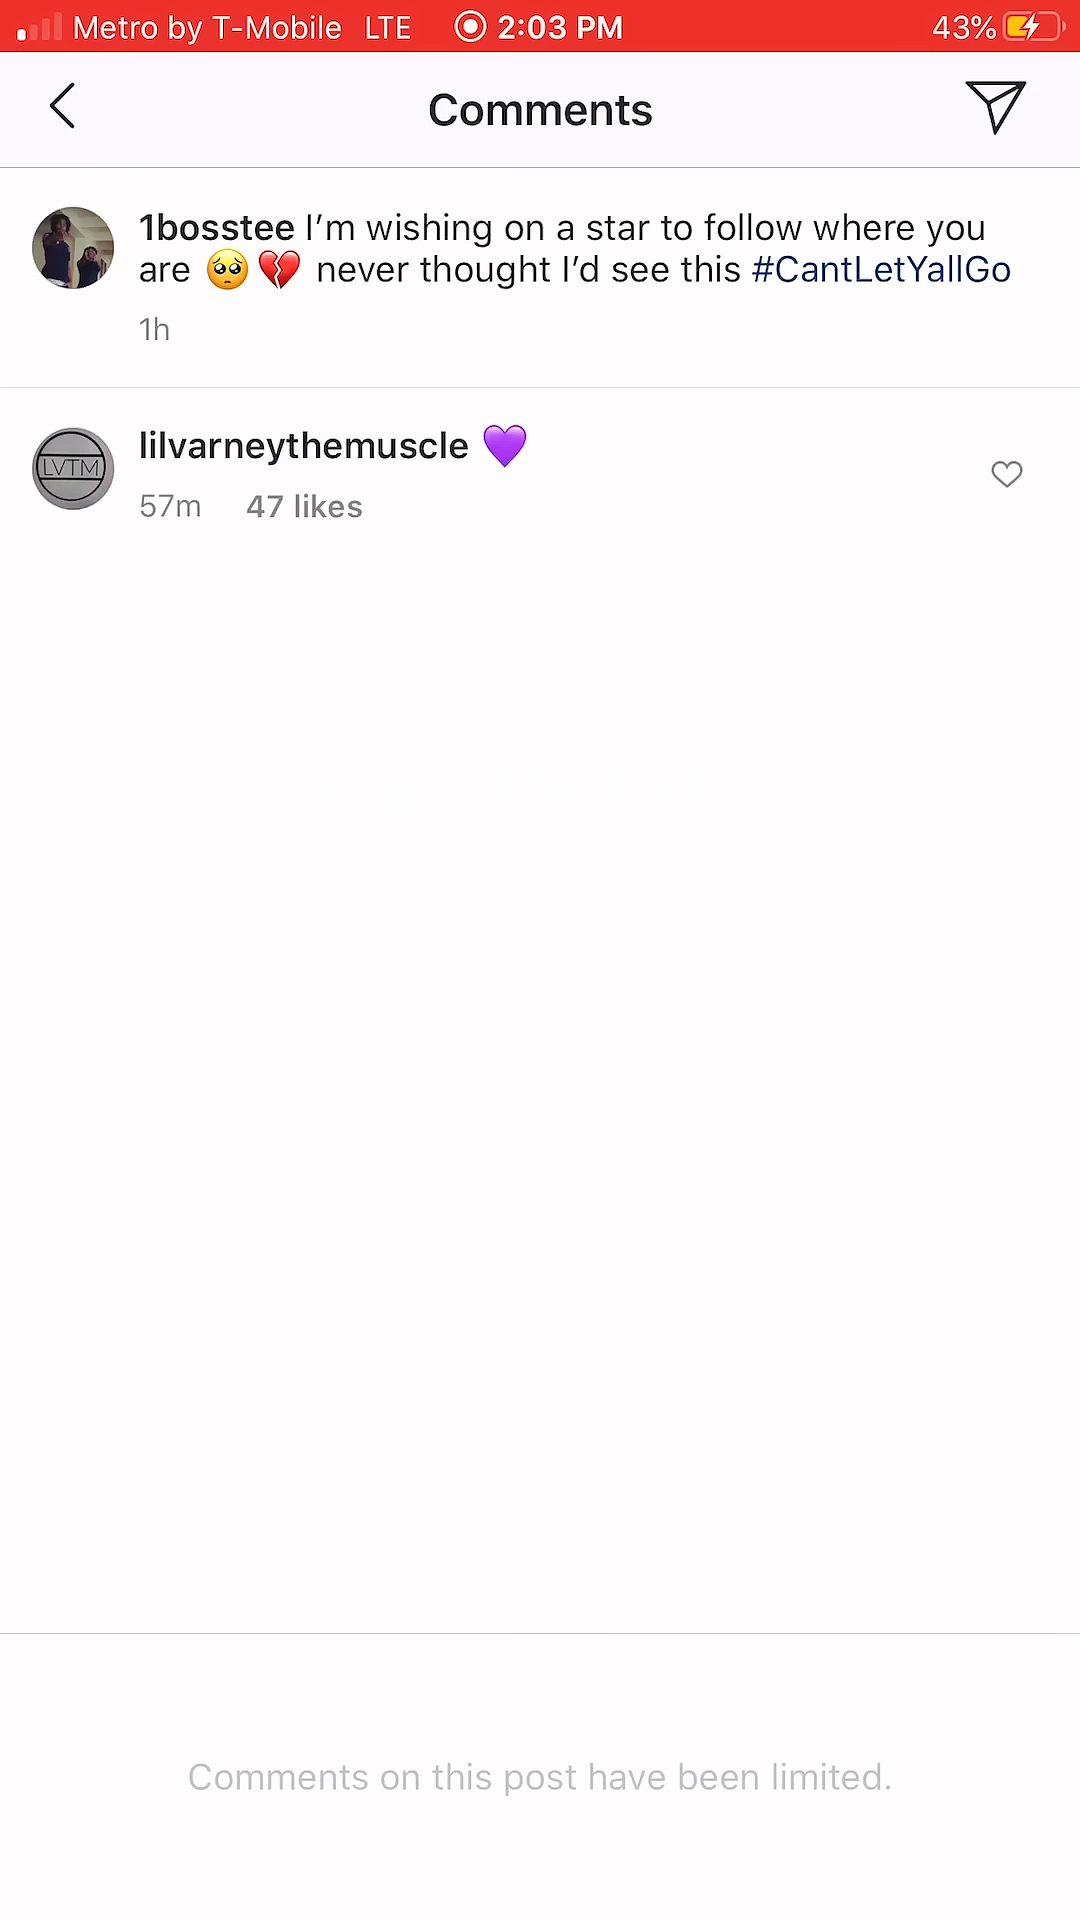 Metro by T-Mobile LTE 2:03 PM 43%
Comments
1bosstee I’m wishing on a star to follow where you
are 🥺💔 never thought I’d see this #CantLetYallGo
1h
LVTM
lilvarneythemuscle 💜
57m 47 likes
Comments on this post have been limited.